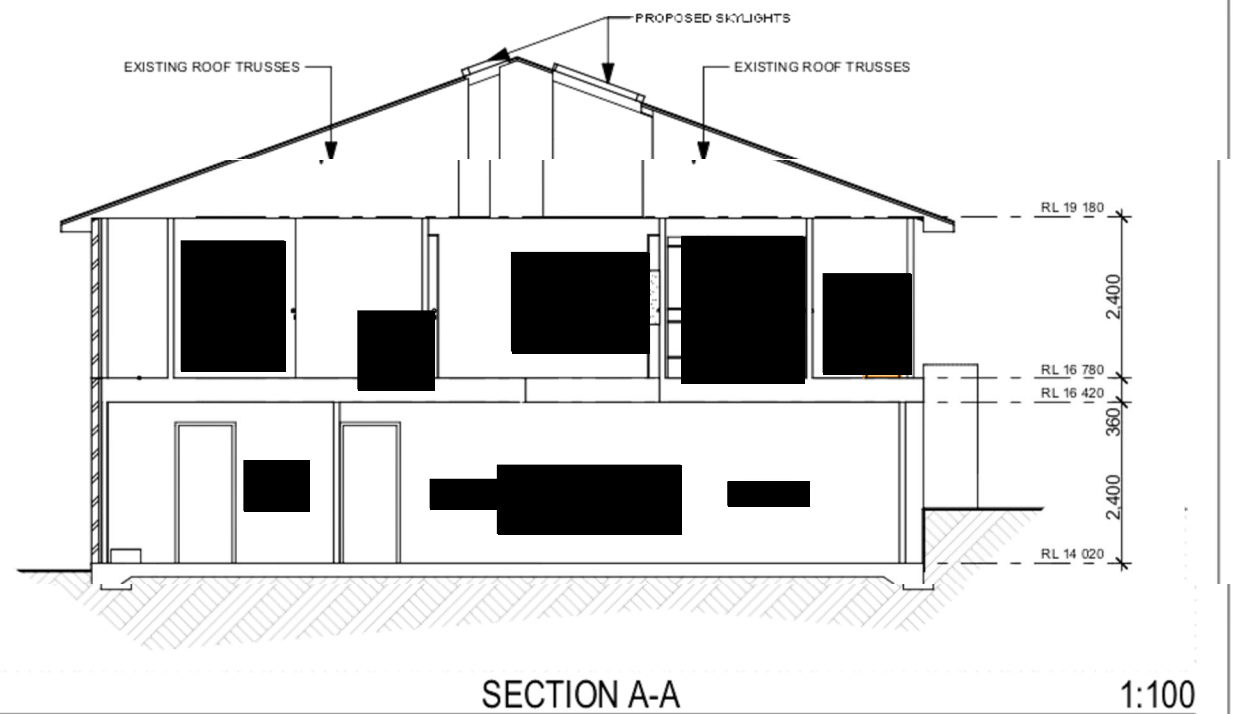 PROPOSED SKYLIGHTS
EXISTING ROOF TRUSSES
EXISTING ROOF TRUSSES
RL 19 180
2,400
RL 16 780
RL 16 420
360
2,400
RL 14 020
SECTION A-A
1:100